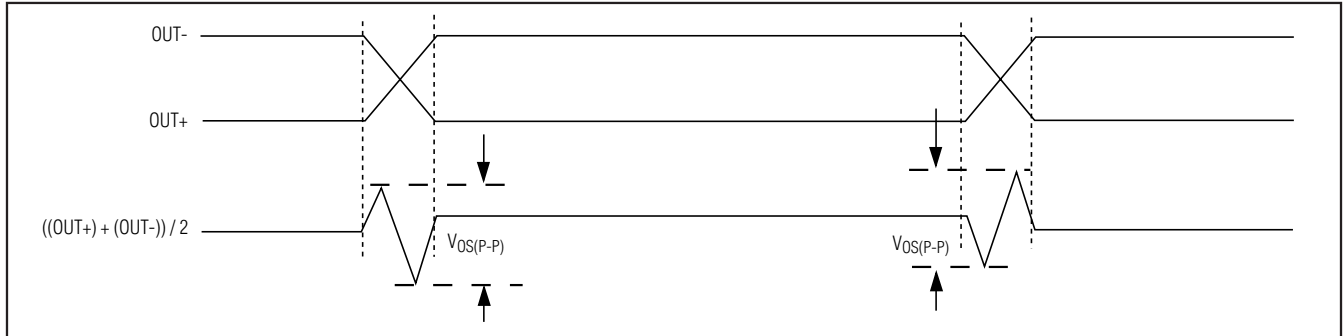 OUT-
OUT+
((OUT+) + (OUT-)) / 2
VOS(P-P)
VOS(P-P)